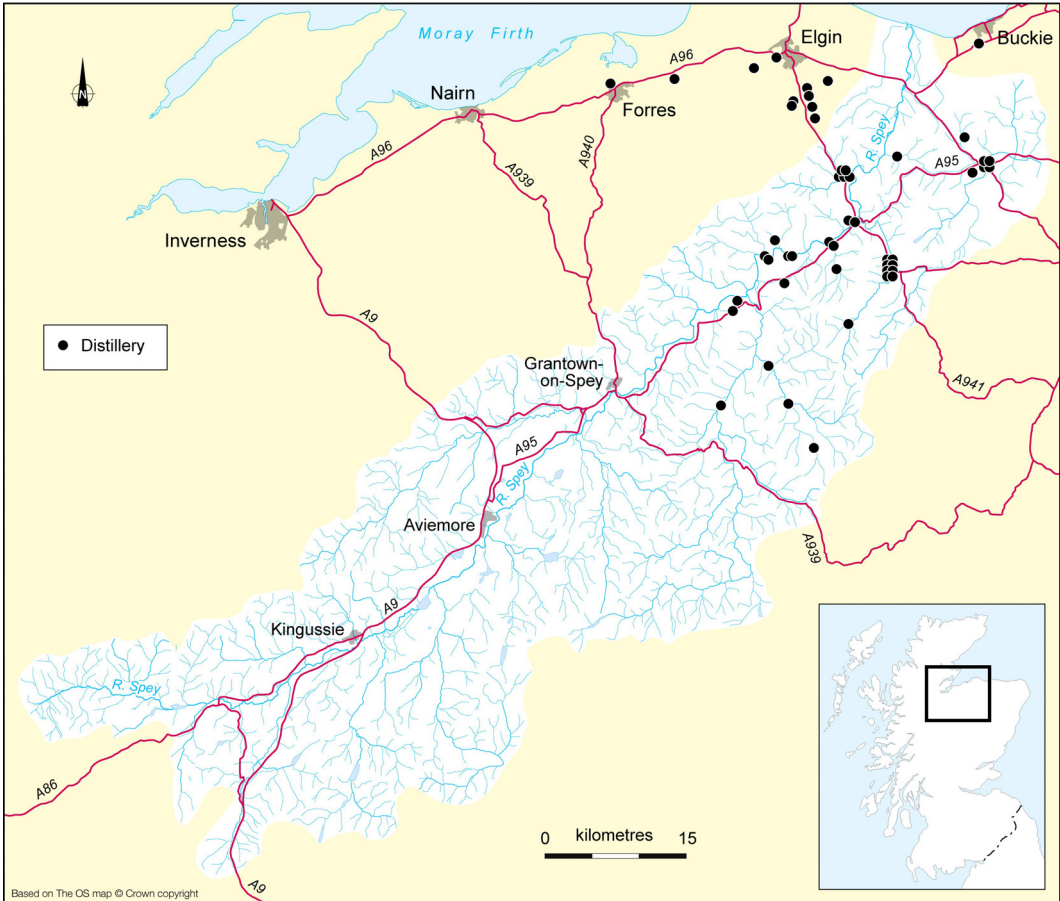 Moray Firth
Elgin
Buckie
A96
Nairn
Forres
R. Spey
A96
A939
A940
A95
Inverness
N
A9
Distillery
Grantown-
on-Spey
A941
A95
R. Spey
Aviemore
A939
A9
Kingussie
R. Spey
A86
0 kilometres 15
A9
Based on The OS map © Crown copyright